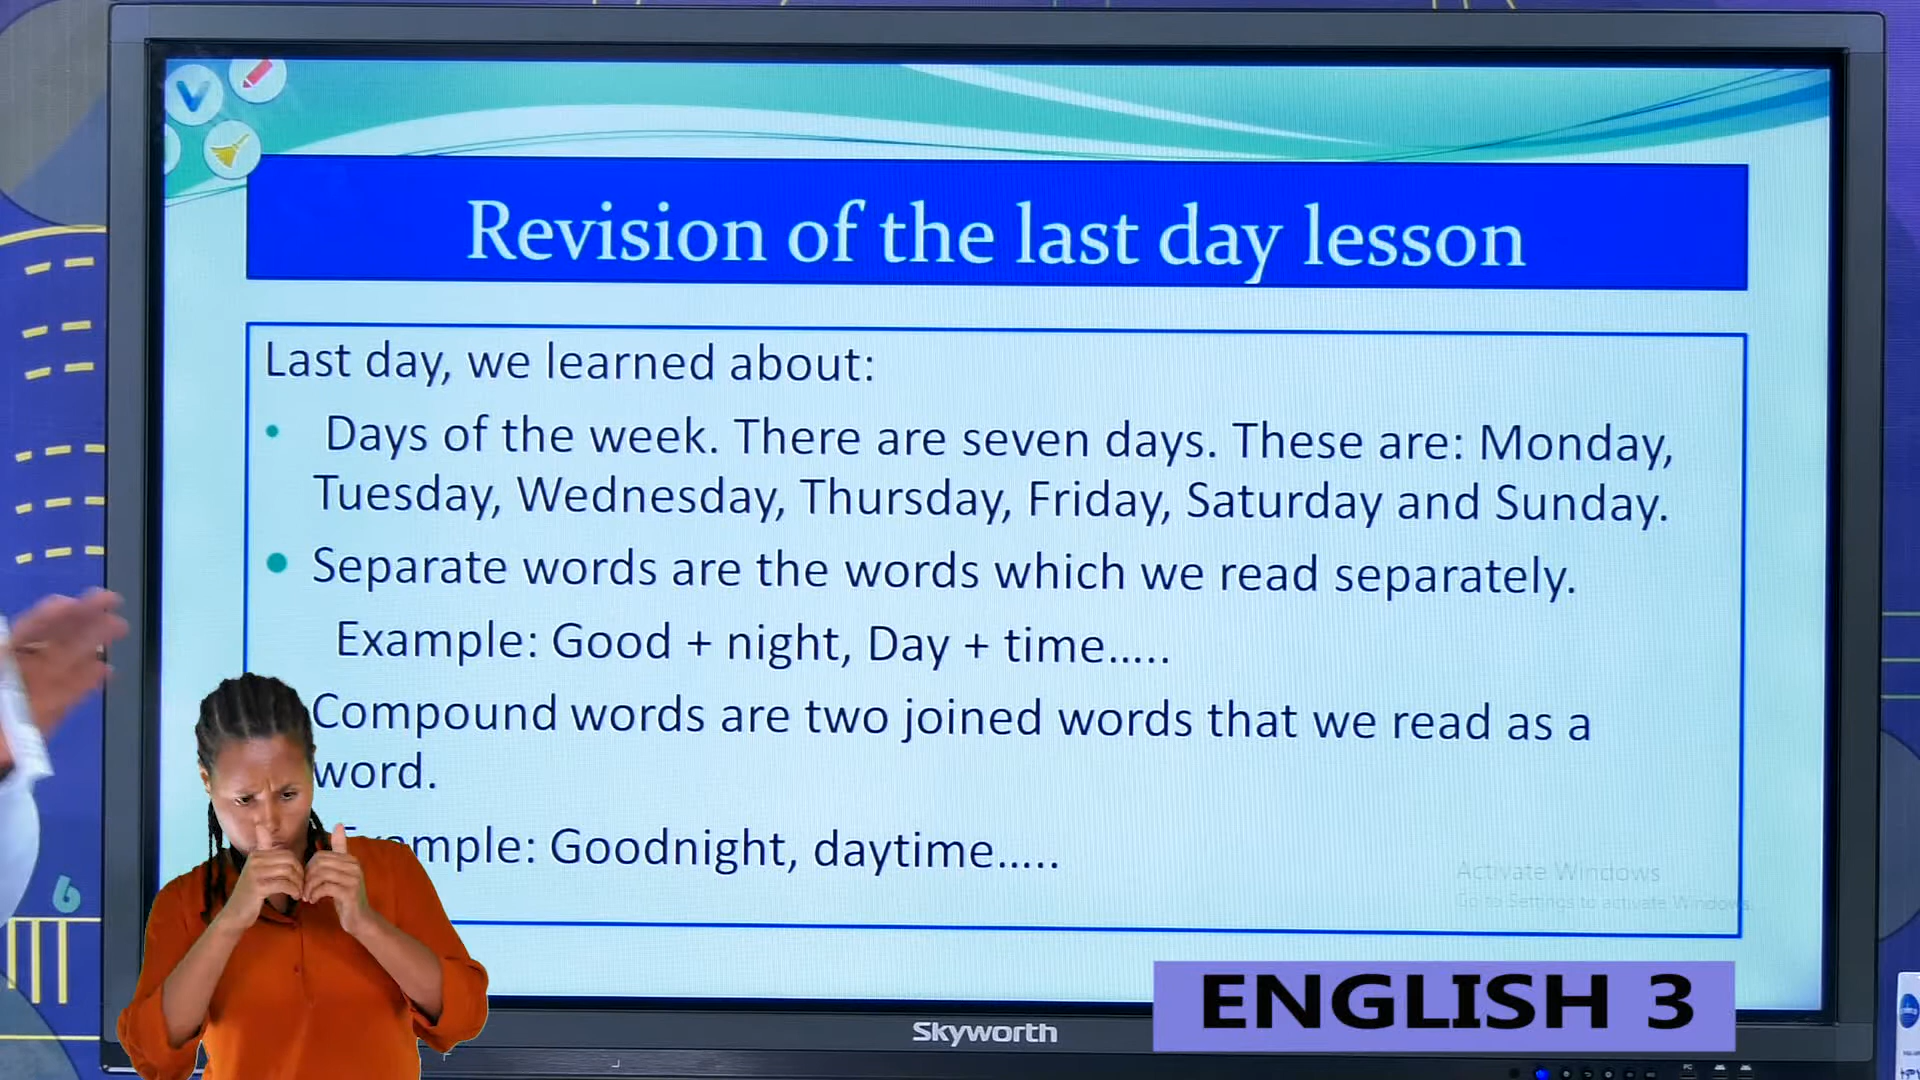 Revision of the last day lesson
Last day, we learned about:
• Days of the week. There are seven days. These are: Monday,
Tuesday, Wednesday, Thursday, Friday, Saturday and Sunday.
• Separate words are the words which we read separately.
Example: Good + night, Day + time.....
Compound words are two joined words that we read as a
word.
Example: Goodnight, daytime.....
Activate Windows
Go to Settings to activate Windows.
6
Skyworth
ENGLISH 3